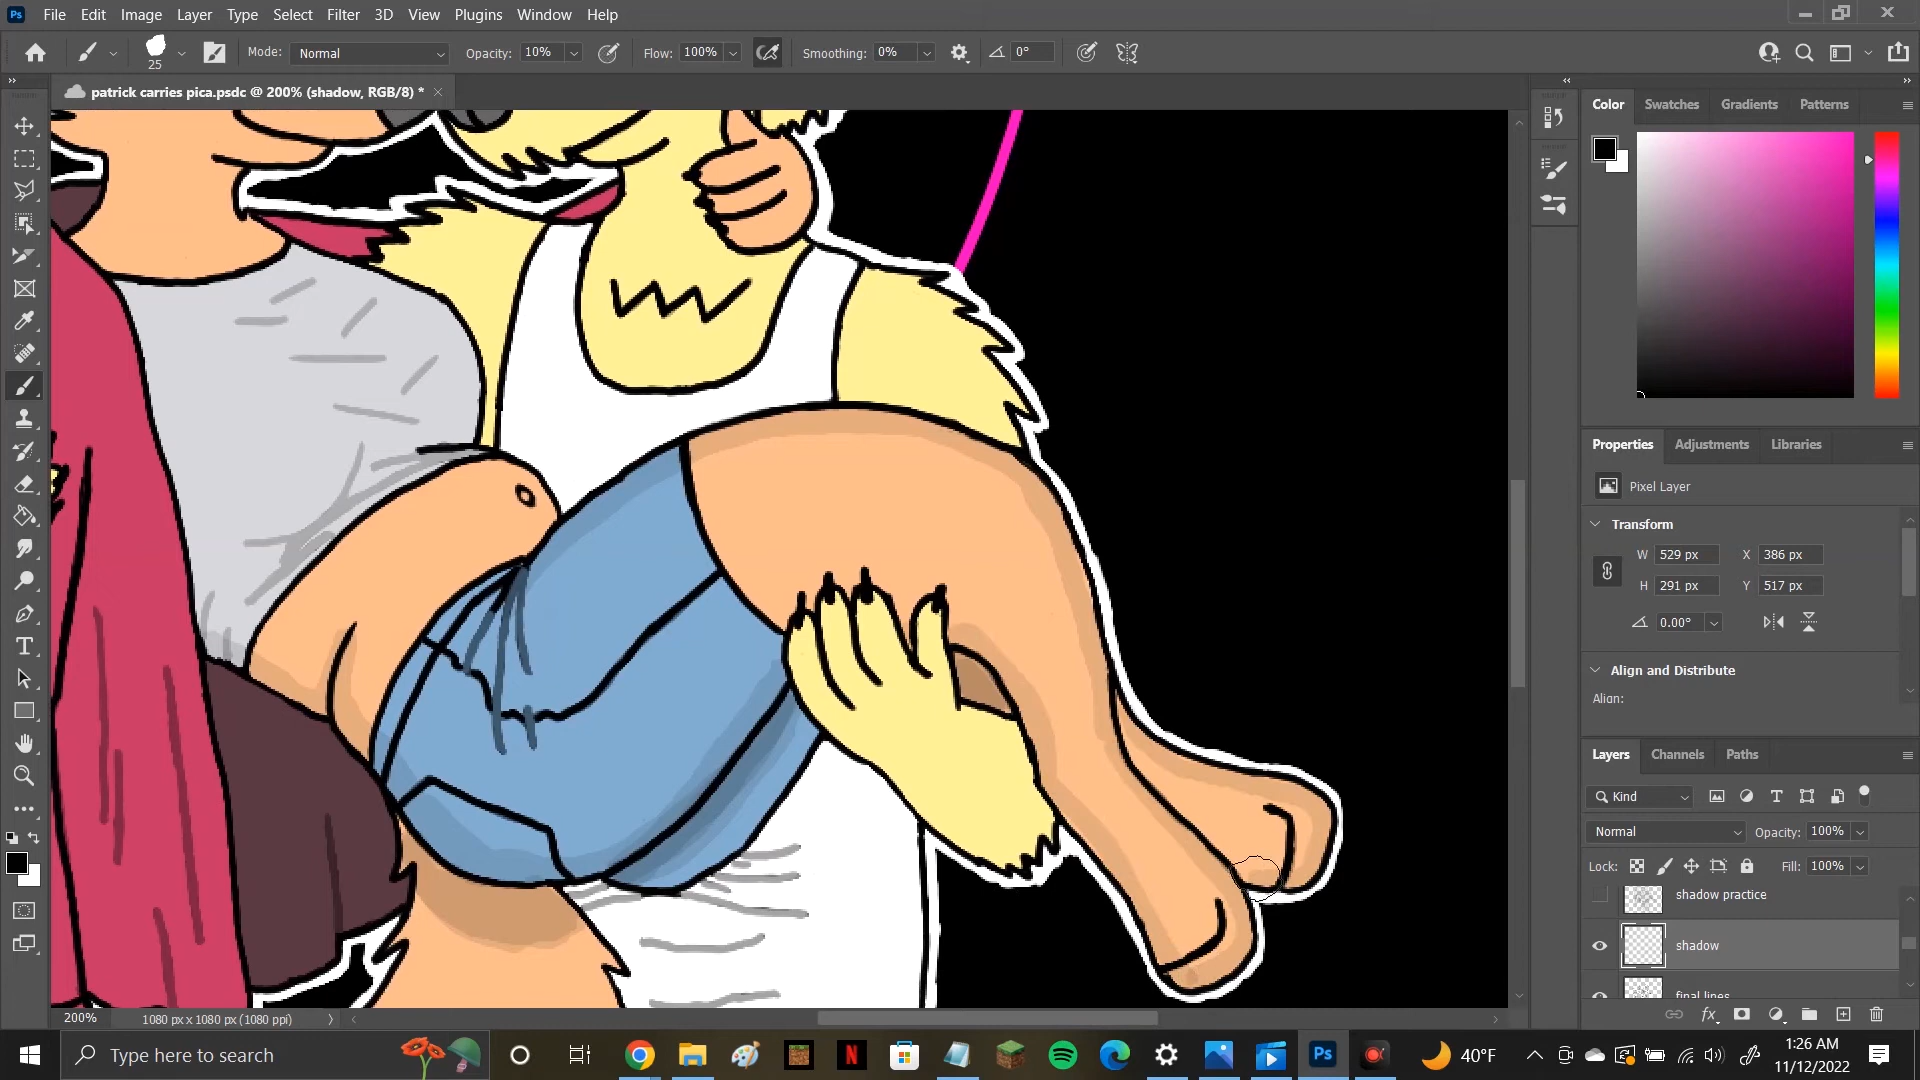 File Edit Image Layer Type Select Filter 3D View Plugins Window Help
25 Mode: Normal Opacity: 10% Flow: 100% Smoothing: 0% 0°
patrick carries pica.psdc @ 200% (shadow, RGB/8) *
Color Swatches Gradients Patterns
Properties Adjustments Libraries
Pixel Layer
Transform
W 529 px X 386 px
H 291 px Y 517 px
0.00°
Align and Distribute
Align:
Layers Channels Paths
Kind
Normal Opacity: 100%
Lock: Fill: 100%
shadow practice
shadow
final lines
200% 1080 px x 1080 px (1080 ppi)
Type here to search
40°F
1:26 AM
11/12/2022